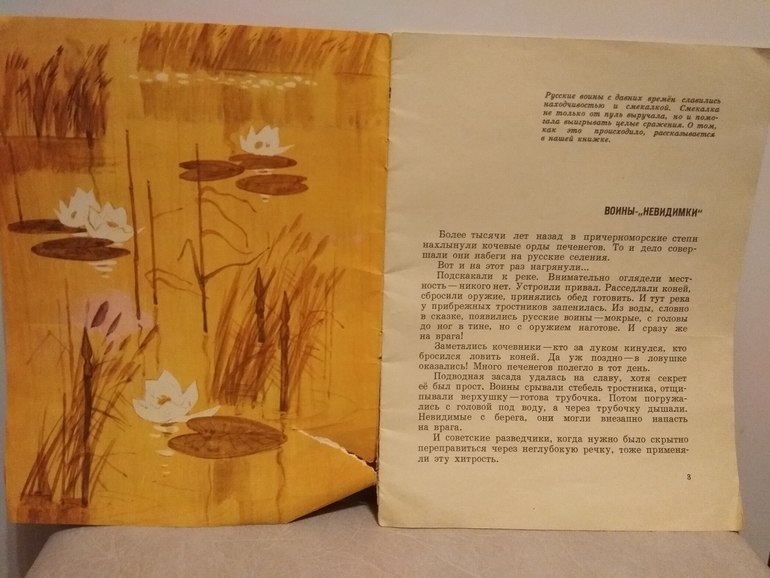 Русские воины с давних времён славились
находчивостью и смекалкой. Смекалка
не только от пуль выручала, но и помо-
гала выигрывать целые сражения. О том,
как это происходило, рассказывается
в нашей книжке.
ВОИНЫ-„НЕВИДИМКИ"
Более тысячи лет назад в причерноморские степи
нахлынули кочевые орды печенегов. То и дело совер-
шали они набеги на русские селения.
Вот и на этот раз нагрянули...
Подскакали к реке. Внимательно оглядели мест-
ность — никого нет. Устроили привал. Расседлали коней,
сбросили оружие, принялись обед готовить. И тут река
у прибрежных тростников запенилась. Из воды, словно
в сказке, появились русские воины — мокрые, с головы
до ног в тине, но с оружием наготове. И сразу же
на врага!
Заметались кочевники — кто за луком кинулся, кто
бросился ловить коней. Да уж поздно — в ловушке
оказались! Много печенегов полегло в тот день.
Подводная засада удалась на славу, хотя секрет
её был прост. Воины срывали стебель тростника, отщи-
пывали верхушку — готова трубочка. Потом погружа-
лись с головой под воду, а через трубочку дышали.
Невидимые с берега, они могли внезапно напасть
на врага.
И советские разведчики, когда нужно было скрытно
переправиться через неглубокую речку, тоже применя-
ли эту хитрость.
3